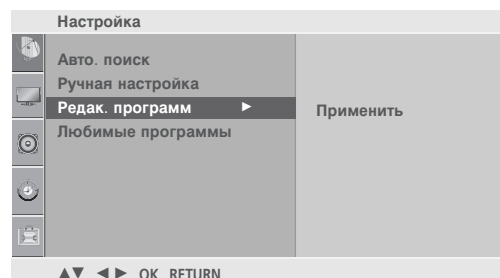 Настройка
Авто. поиск
Ручная настройка
Редак. программ ►
Применить
Любимые программы
▲▼ ◄► OK RETURN